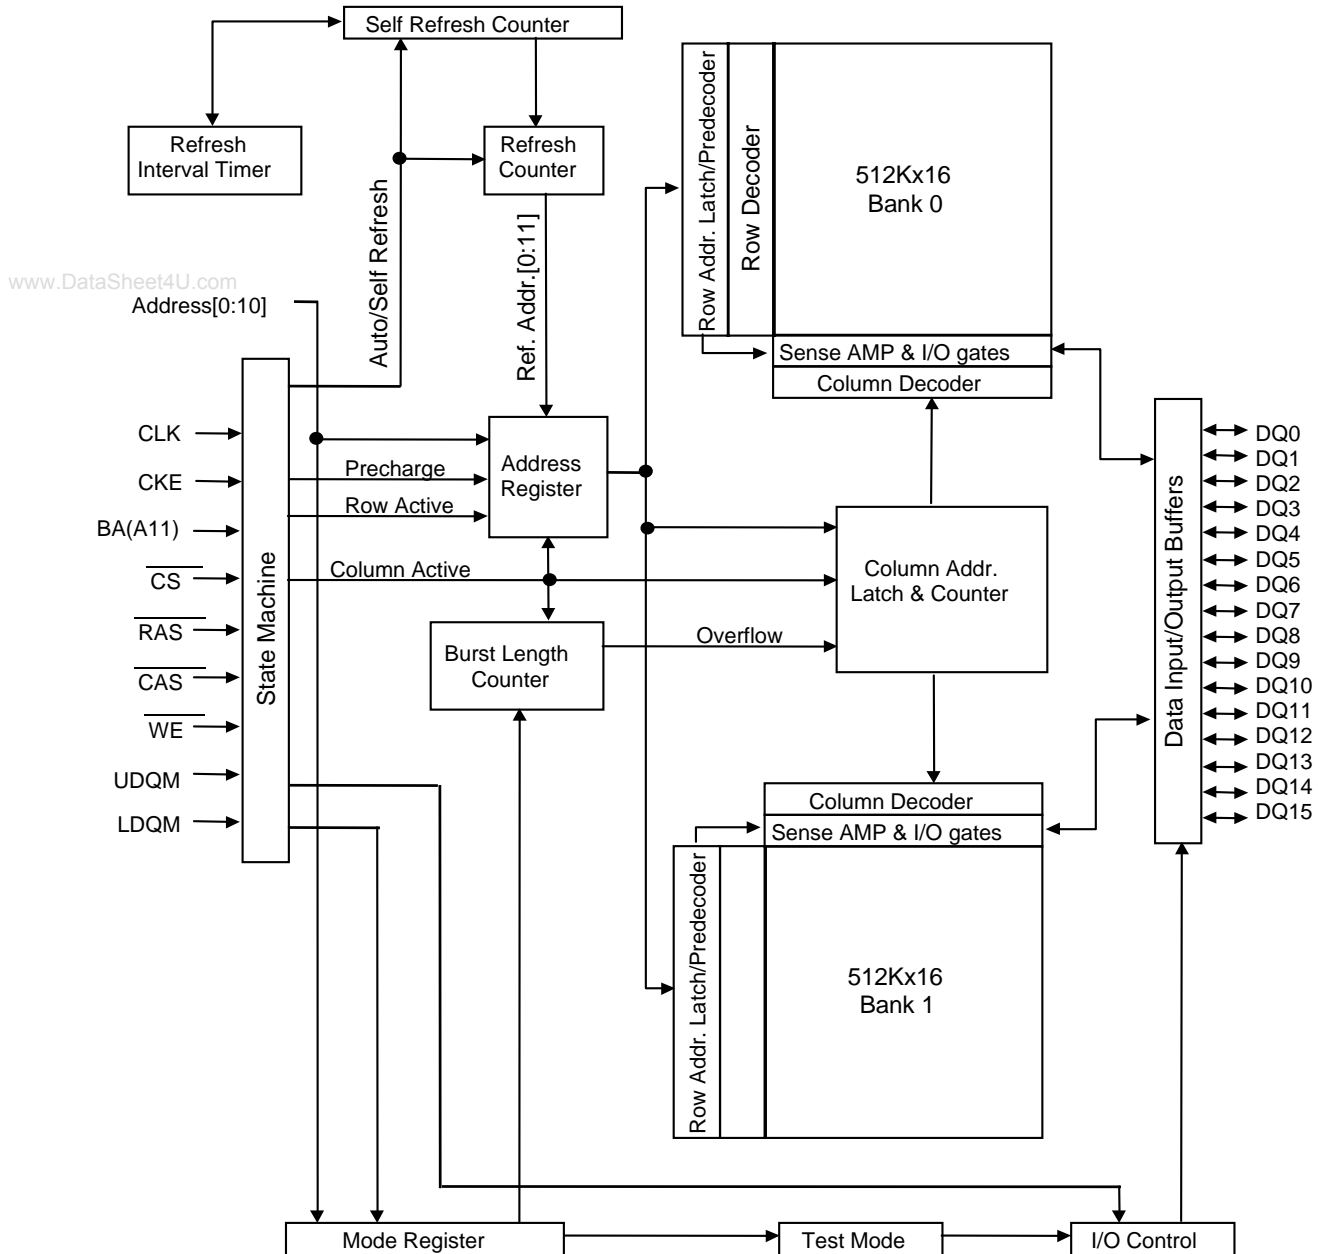 Self Refresh Counter
Refresh
Interval Timer
Refresh
Counter
Auto/Self Refresh
Ref. Addr.[0:11]
Row Addr. Latch/Predecoder
Row Decoder
512Kx16
Bank 0
Sense AMP & I/O gates
Column Decoder
www.DataSheet4U.com
Address[0:10]
CLK
CKE
BA(A11)
CS
RAS
CAS
WE
UDQM
LDQM
State Machine
Precharge
Row Active
Column Active
Address
Register
Burst Length
Counter
Overflow
Column Addr.
Latch & Counter
Data Input/Output Buffers
DQ0
DQ1
DQ2
DQ3
DQ4
DQ5
DQ6
DQ7
DQ8
DQ9
DQ10
DQ11
DQ12
DQ13
DQ14
DQ15
Column Decoder
Sense AMP & I/O gates
Row Addr. Latch/Predecoder
512Kx16
Bank 1
Mode Register
Test Mode
I/O Control